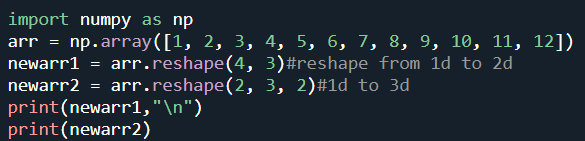 import numpy as np
arr = np.array([1, 2, 3, 4, 5, 6, 7, 8, 9, 10, 11, 12])
newarr1 = arr.reshape(4, 3)#reshape from 1d to 2d
newarr2 = arr.reshape(2, 3, 2)#1d to 3d
print(newarr1,"\n")
print(newarr2)